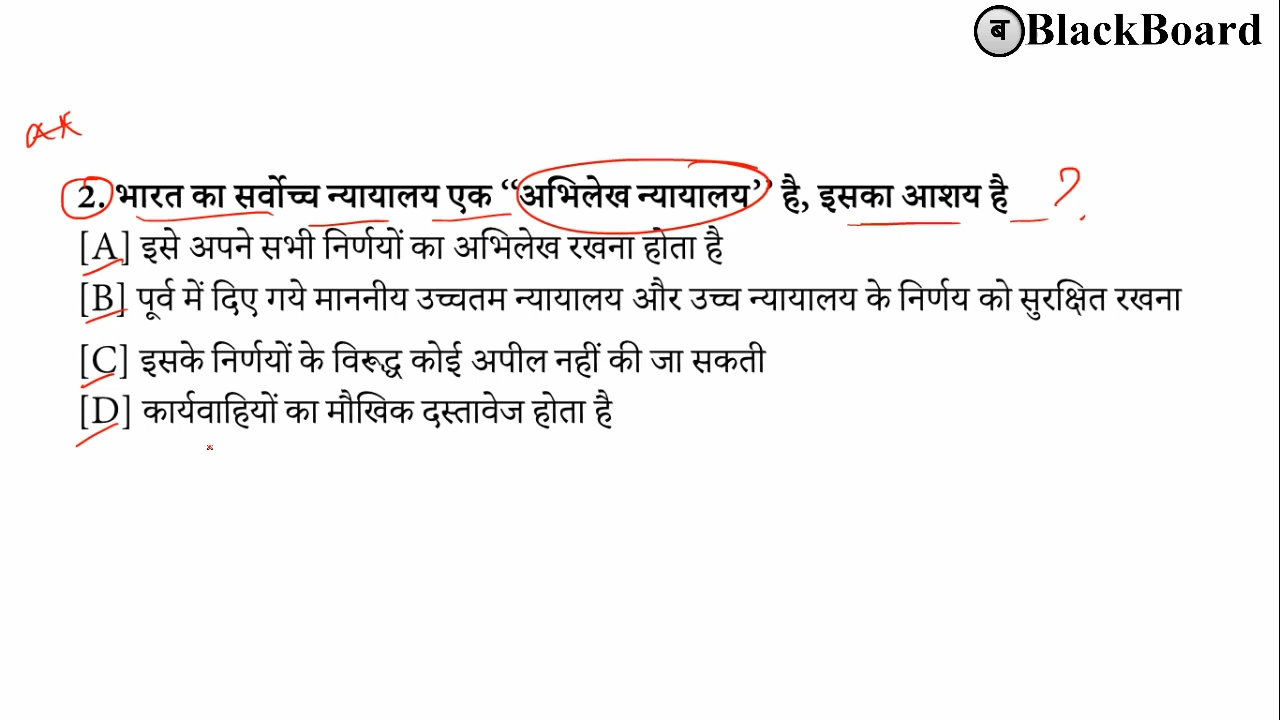 ब BlackBoard
2. भारत का सर्वोच्च न्यायालय एक “अभिलेख न्यायालय” है, इसका आशय है __ ?
[A] इसे अपने सभी निर्णयों का अभिलेख रखना होता है
[B] पूर्व में दिए गये माननीय उच्चतम न्यायालय और उच्च न्यायालय के निर्णय को सुरक्षित रखना
[C] इसके निर्णयों के विरूद्ध कोई अपील नहीं की जा सकती
[D] कार्यवाहियों का मौखिक दस्तावेज होता है